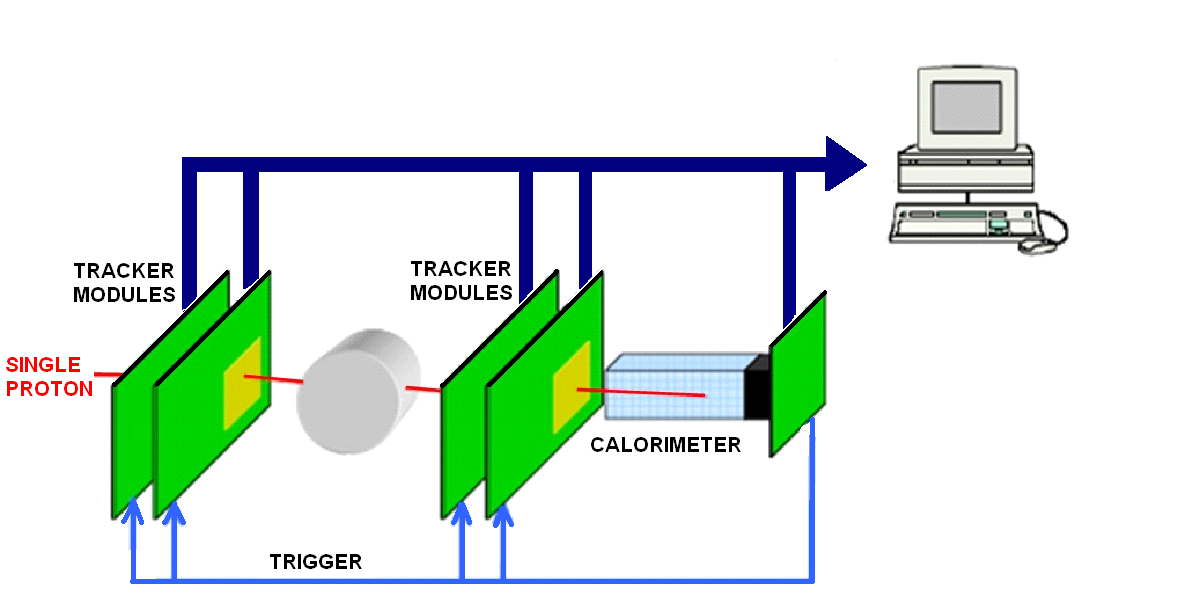 TRACKER
MODULES
TRACKER
MODULES
SINGLE
PROTON
CALORIMETER
TRIGGER